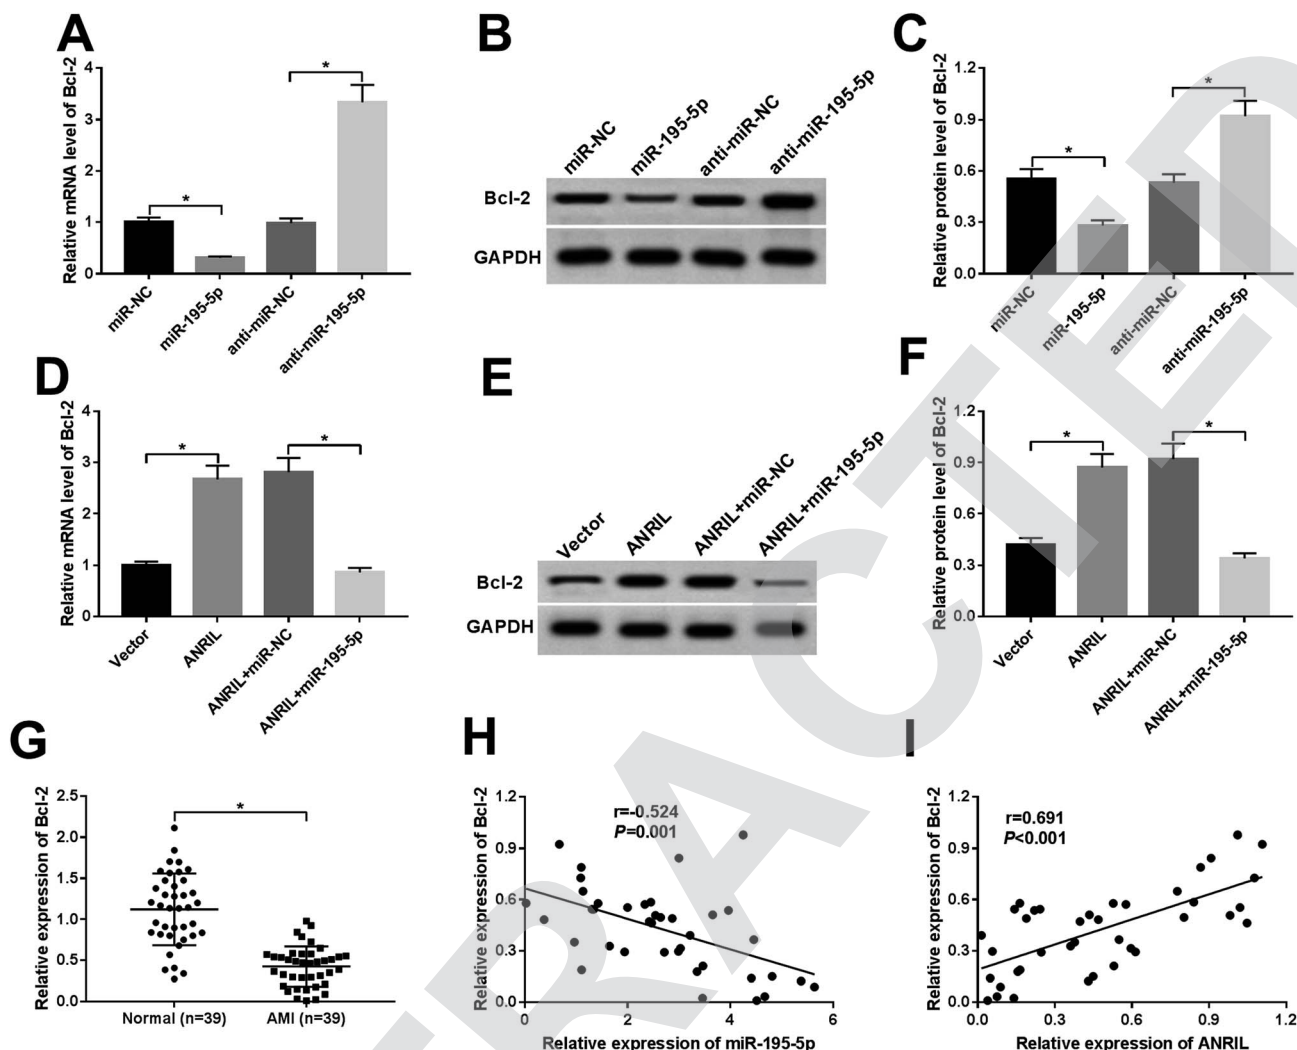 A
Relative mRNA level of Bcl-2
4
3
2
1
0
*
*
miR-NC
miR-195-5p
anti-miR-NC
anti-miR-195-5p
B
miR-NC
miR-195-5p
anti-miR-NC
anti-miR-195-5p
Bcl-2
GAPDH
C
Relative protein level of Bcl-2
1.2
0.9
0.6
0.3
0.0
*
*
miR-NC
miR-195-5p
anti-miR-NC
anti-miR-195-5p
D
Relative mRNA level of Bcl-2
4
3
2
1
0
*
*
Vector
ANRIL
ANRIL+miR-NC
ANRIL+miR-195-5p
E
Vector
ANRIL
ANRIL+miR-NC
ANRIL+miR-195-5p
Bcl-2
GAPDH
F
Relative protein level of Bcl-2
1.2
0.9
0.6
0.3
0.0
*
*
Vector
ANRIL
ANRIL+miR-NC
ANRIL+miR-195-5p
G
Relative expression of Bcl-2
2.5
2.0
1.5
1.0
0.5
0.0
*
Normal (n=39)
AMI (n=39)
H
Relative expression of Bcl-2
1.2
0.9
0.6
0.3
0.0
r=-0.524
P=0.001
0 2 4 6
Relative expression of miR-195-5p
I
Relative expression of Bcl-2
1.2
0.9
0.6
0.3
0.0
r=0.691
P<0.001
0.0 0.3 0.6 0.9 1.2
Relative expression of ANRIL
RACTED